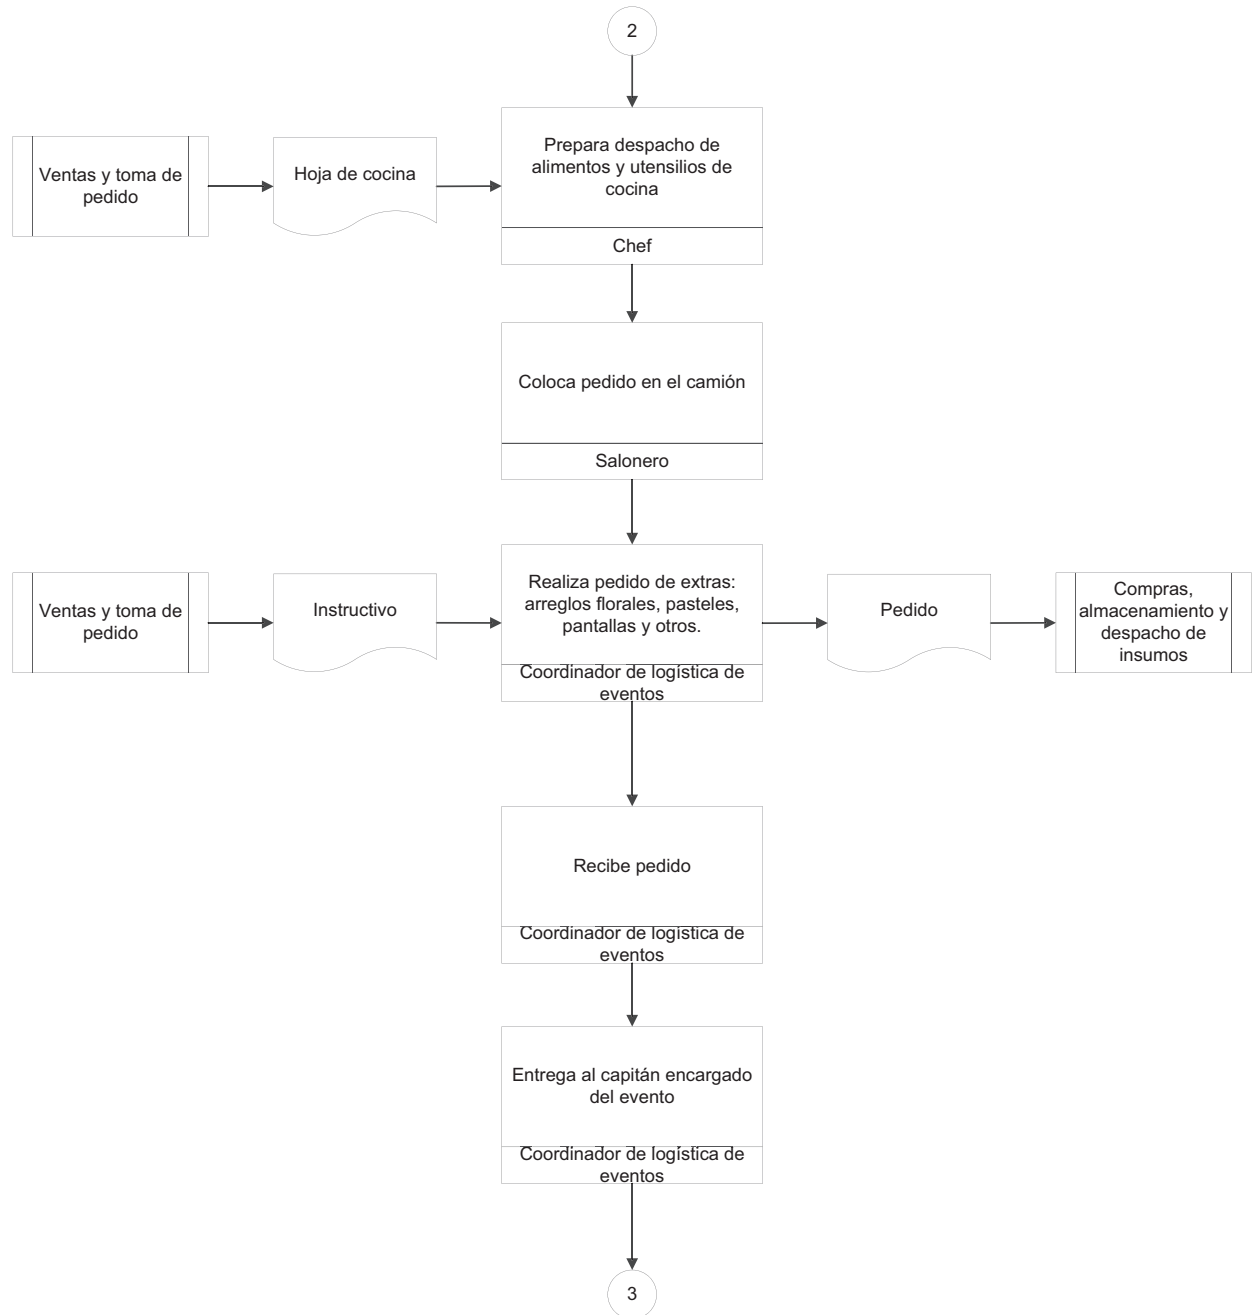 2
Ventas y toma de
pedido
Hoja de cocina
Prepara despacho de
alimentos y utensilios de
cocina
Chef
Coloca pedido en el camión
Salonero
Ventas y toma de
pedido
Instructivo
Realiza pedido de extras:
arreglos florales, pasteles,
pantallas y otros.
Coordinador de logística de
eventos
Pedido
Compras,
almacenamiento y
despacho de
insumos
Recibe pedido
Coordinador de logística de
eventos
Entrega al capitán encargado
del evento
Coordinador de logística de
eventos
3